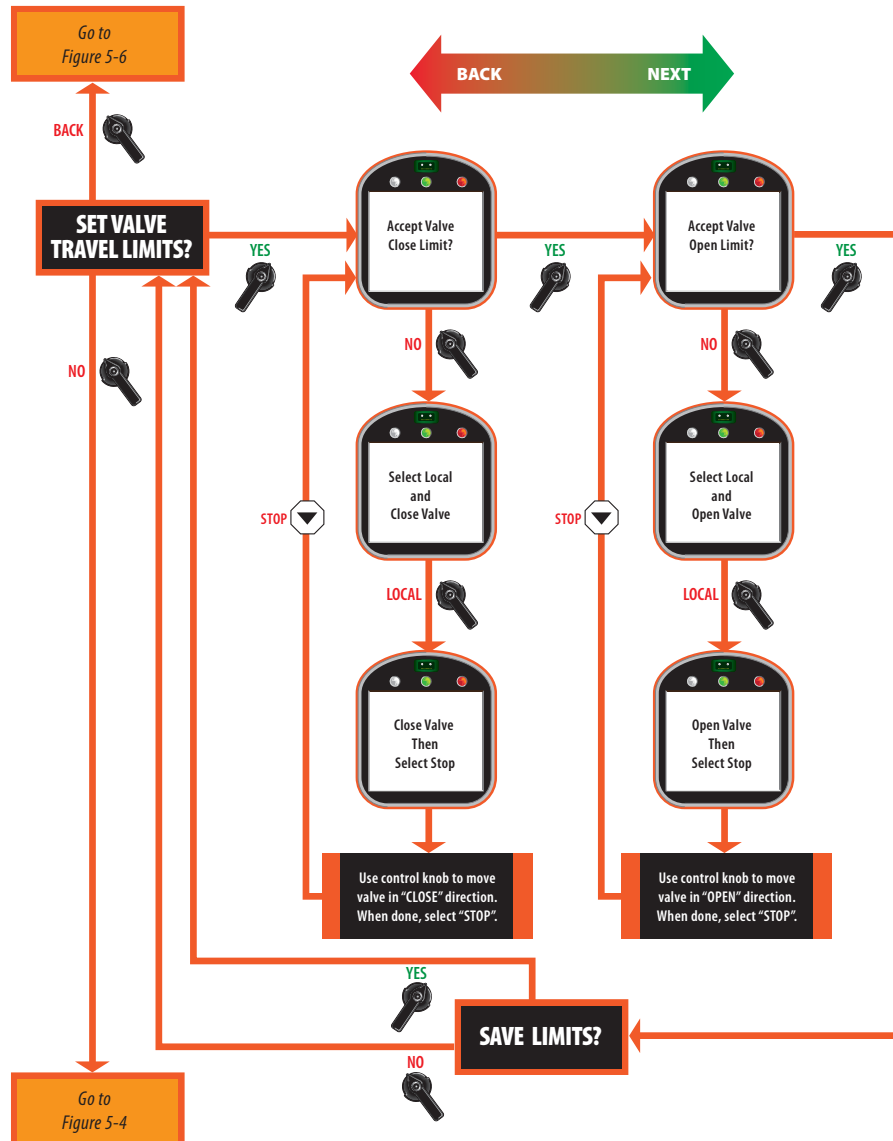 Go to
Figure 5-6
BACK NEXT
BACK
SET VALVE
TRAVEL LIMITS?
YES
Accept Valve
Close Limit?
YES
Accept Valve
Open Limit?
YES
NO
NO
NO
Select Local
and
Close Valve
Select Local
and
Open Valve
STOP
STOP
LOCAL
LOCAL
Close Valve
Then
Select Stop
Open Valve
Then
Select Stop
Use control knob to move
valve in “CLOSE” direction.
When done, select “STOP”.
Use control knob to move
valve in “OPEN” direction.
When done, select “STOP”.
YES
SAVE LIMITS?
NO
Go to
Figure 5-4